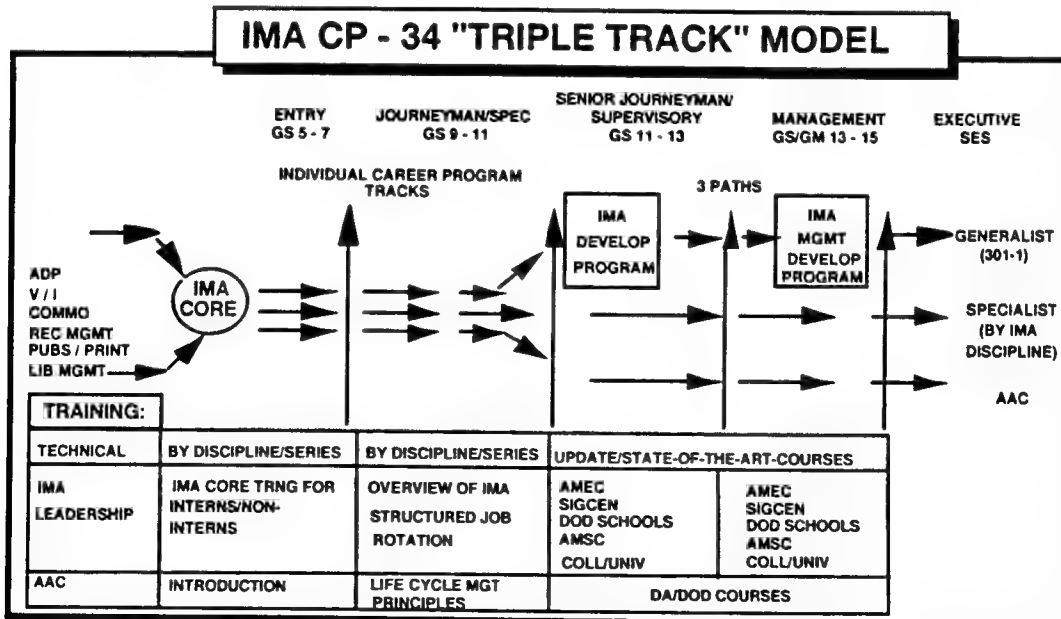 IMA CP - 34 "TRIPLE TRACK" MODEL
ENTRY
GS 5 - 7
JOURNEYMAN/SPEC
GS 9 - 11
SENIOR JOURNEYMAN/
SUPERVISORY
GS 11 - 13
MANAGEMENT
GS/GM 13 - 15
EXECUTIVE
SES
INDIVIDUAL CAREER PROGRAM
TRACKS
3 PATHS
IMA
DEVELOP
PROGRAM
IMA
MGMT
DEVELOP
PROGRAM
GENERALIST
(301-1)
ADP
V / I
COMMO
REC MGMT
PUBS / PRINT
LIB MGMT
IMA
CORE
SPECIALIST
(BY IMA
DISCIPLINE)
AAC
TRAINING:
TECHNICAL
BY DISCIPLINE/SERIES
BY DISCIPLINE/SERIES
UPDATE/STATE-OF-THE-ART-COURSES
IMA
LEADERSHIP
IMA CORE TRNG FOR
INTERNS/NON-
INTERNS
OVERVIEW OF IMA
STRUCTURED JOB
ROTATION
AMEC
SIGCEN
DOD SCHOOLS
AMSC
COLL/UNIV
AMEC
SIGCEN
DOD SCHOOLS
AMSC
COLL/UNIV
AAC
INTRODUCTION
LIFE CYCLE MGT
PRINCIPLES
DA/DOD COURSES